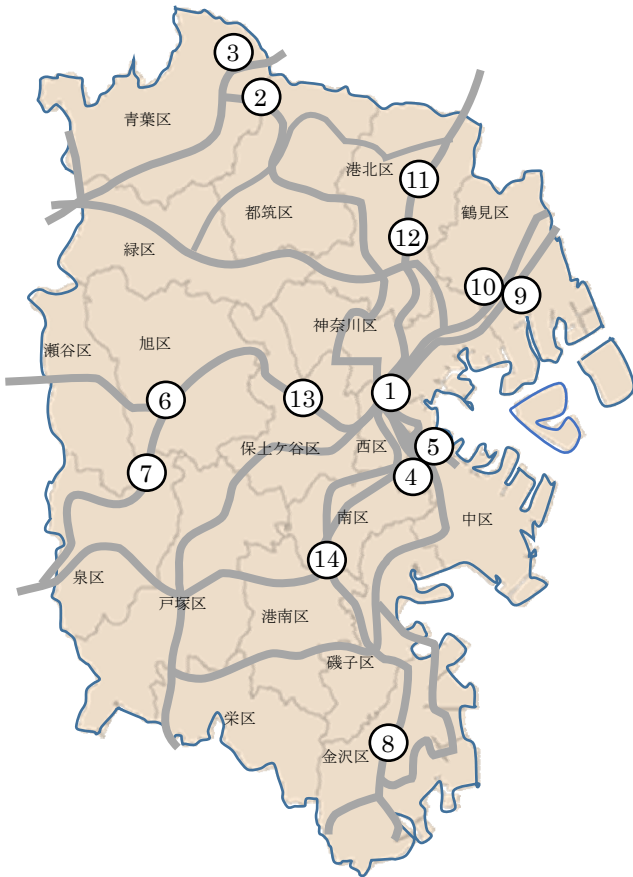 3
2
青葉区
港北区
11
都筑区
鶴見区
12
緑区
10
9
神奈川区
瀬谷区
旭区
1
6
13
保土ケ谷区
西区
5
7
4
南区
中区
14
泉区
戸塚区
港南区
磯子区
栄区
8
金沢区